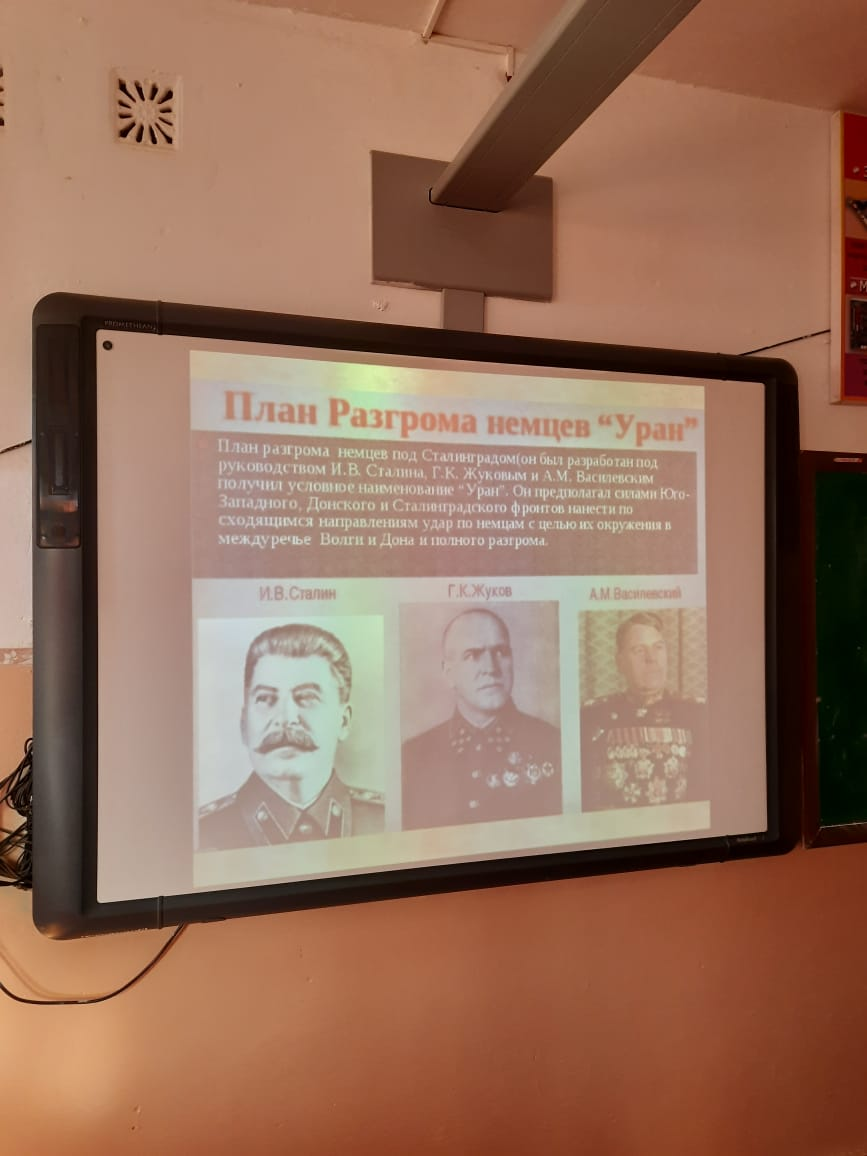 PROMETHEAN
План Разгрома немцев “Уран”
План разгрома немцев под Сталинградом(он был разработан под
руководством И.В. Сталина, Г.К. Жуковым и А.М. Василевским
получил условное наименование “Уран”. Он предполагал силами Юго-
Западного, Донского и Сталинградского фронтов нанести по
сходящимся направлениям удар по немцам с целью их окружения в
междуречье Волги и Дона и полного разгрома.
И.В.Сталин
Г.К.Жуков
А.М.Василевский